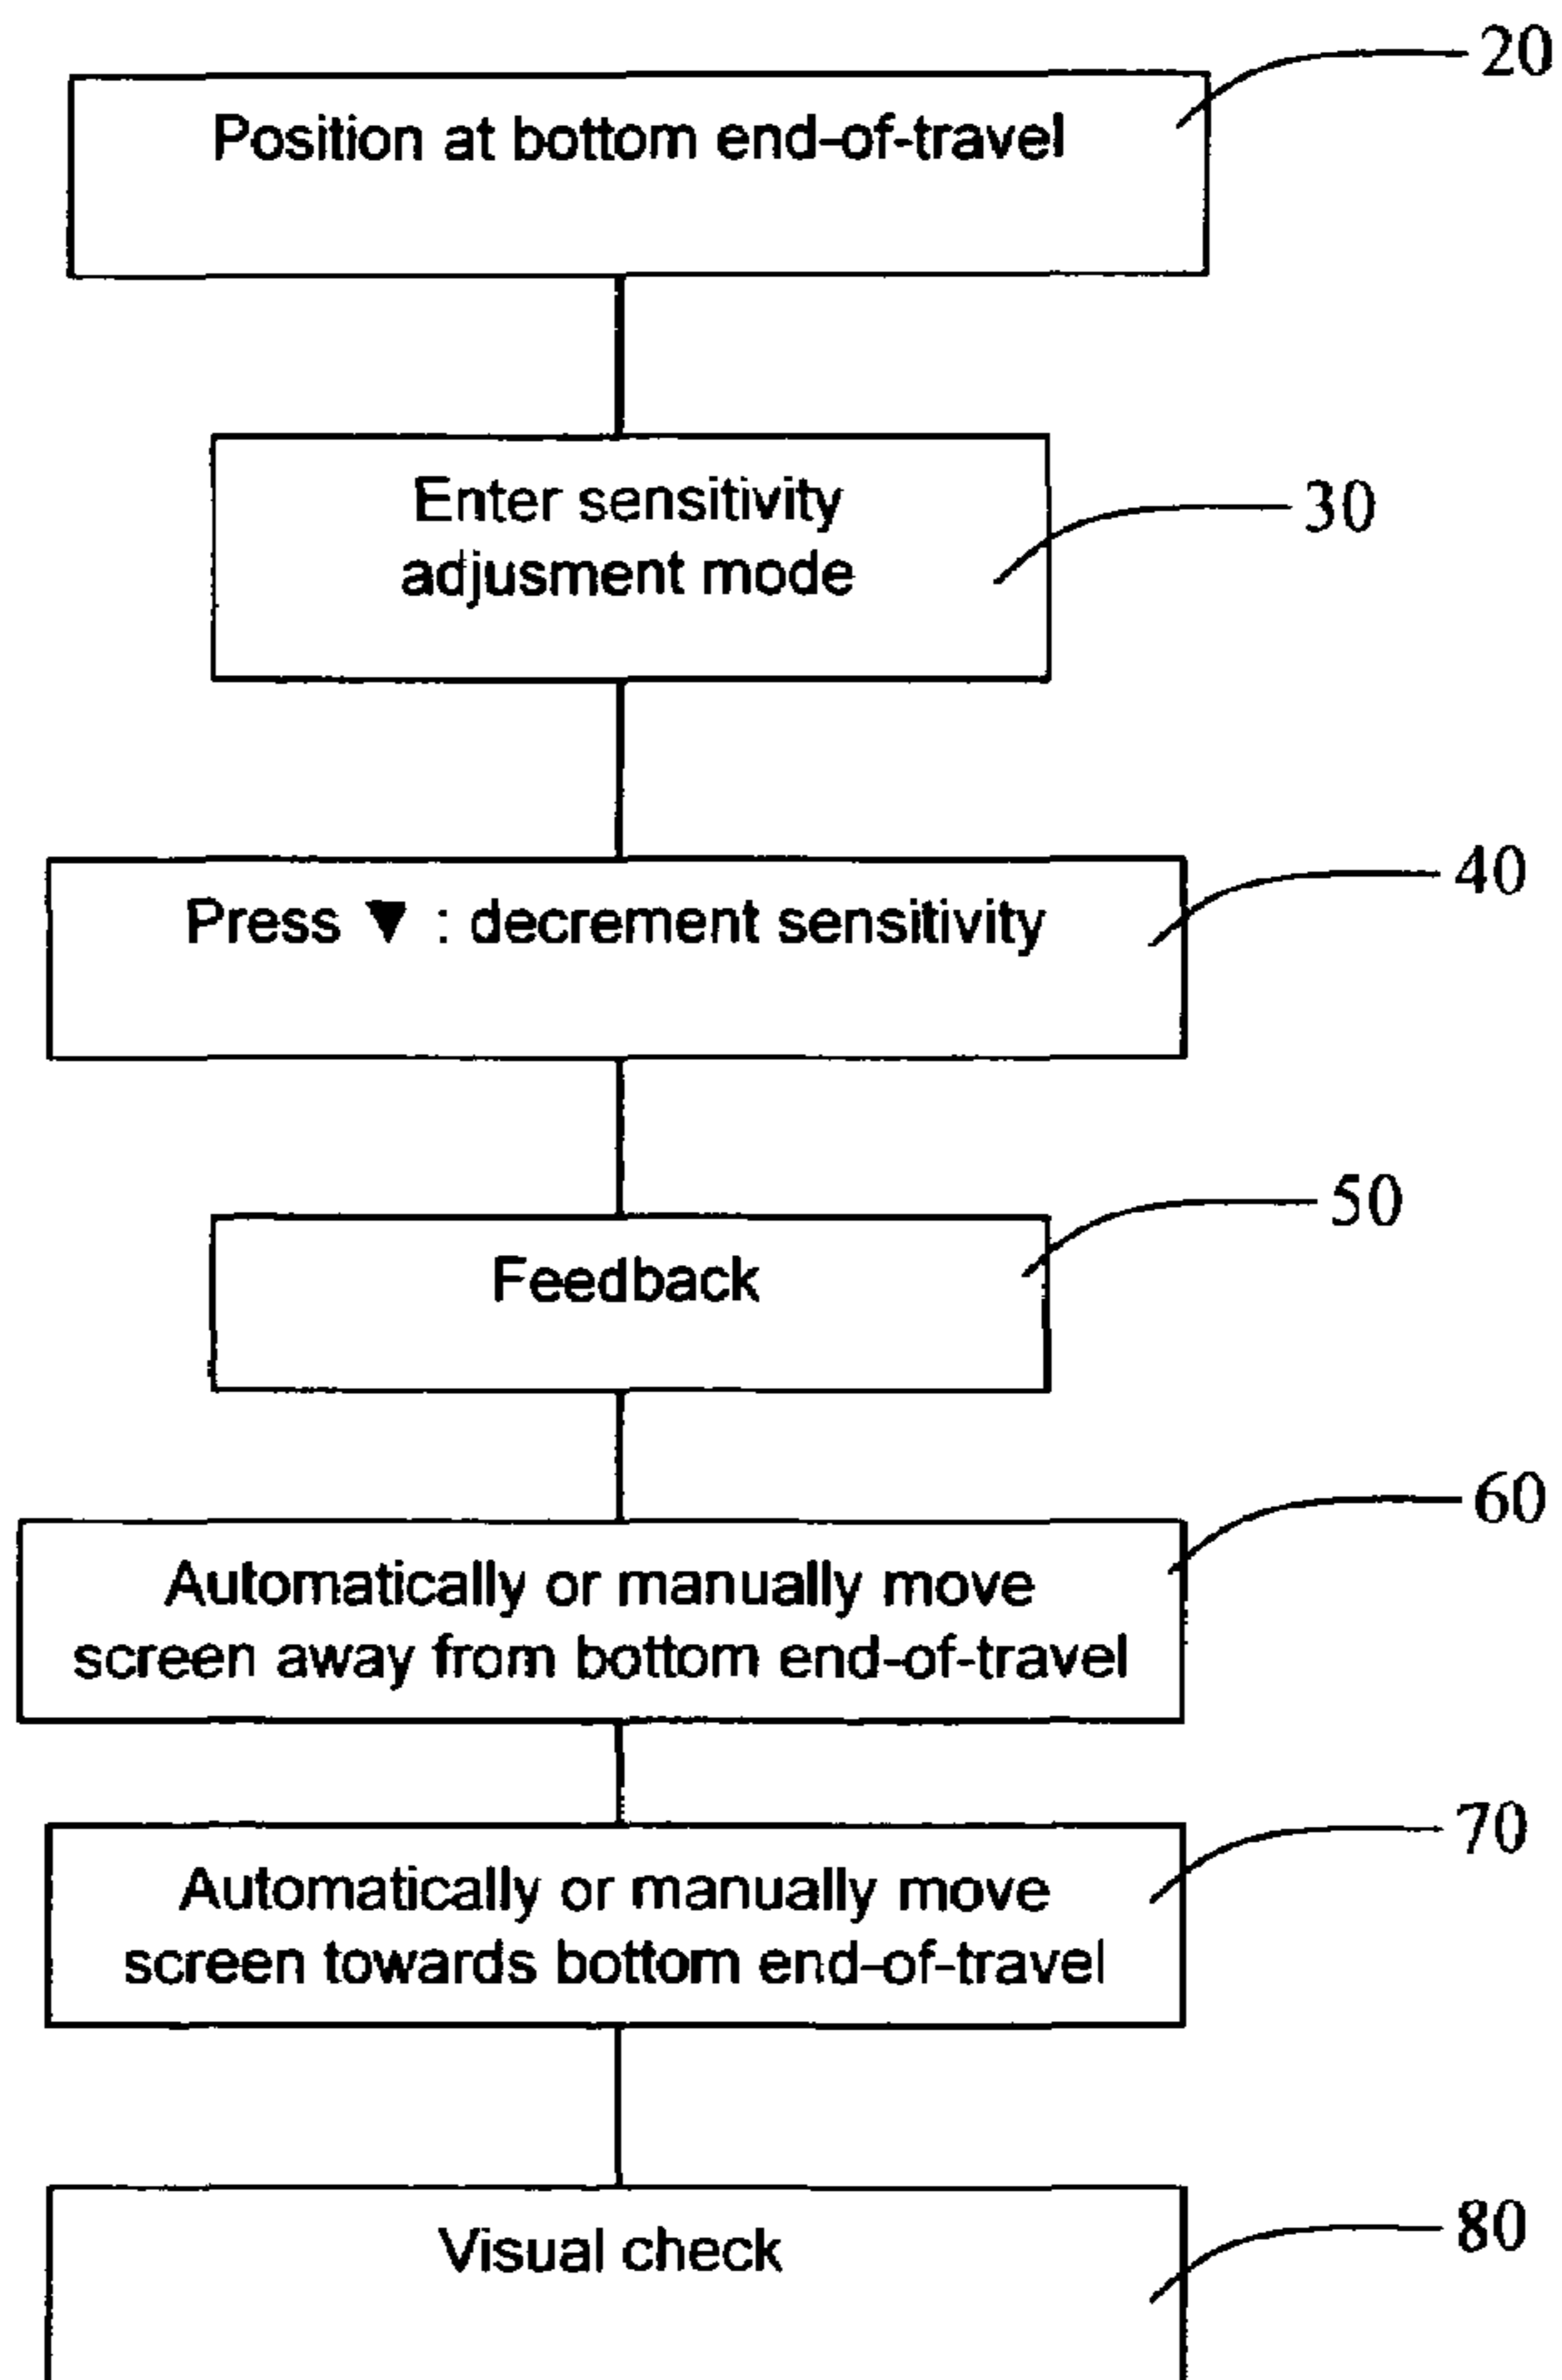 20
Position at bottom end-of-travel
Enter sensitivity
adjusment mode
30
40
Press ▼ : decrement sensitivity
50
Feedback
60
Automatically or manually move
screen away from bottom end-of-travel
70
Automatically or manually move
screen towards bottom end-of-travel
80
Visual check